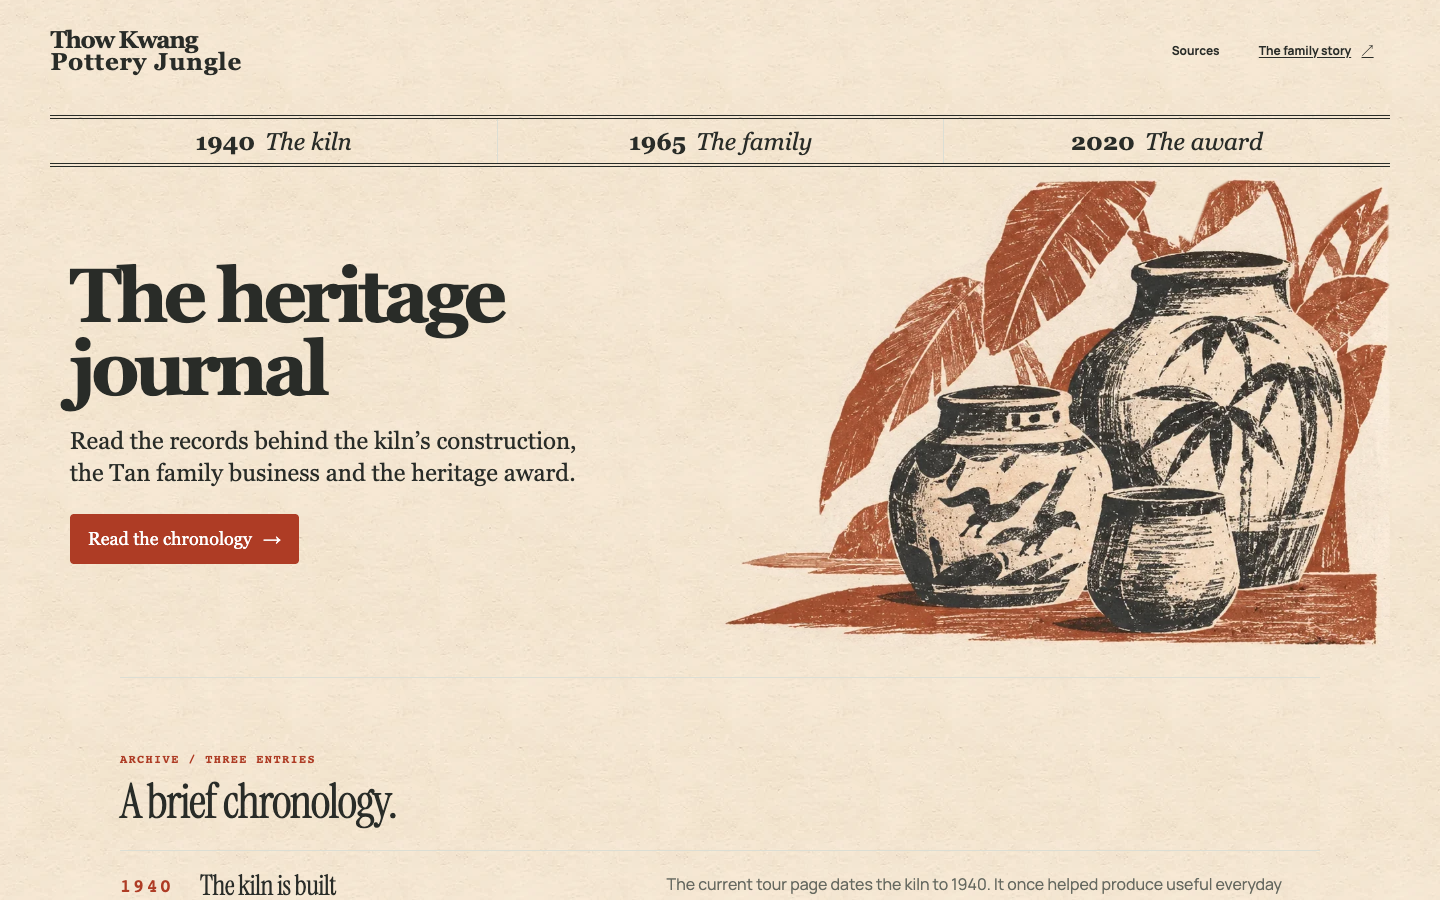 Thow Kwang
Pottery Jungle
Sources
The family story ↗
1940 The kiln
1965 The family
2020 The award
The heritage
journal
Read the records behind the kiln’s construction,
the Tan family business and the heritage award.
Read the chronology →
ARCHIVE / THREE ENTRIES
A brief chronology.
1940
The kiln is built
The current tour page dates the kiln to 1940. It once helped produce useful everyday